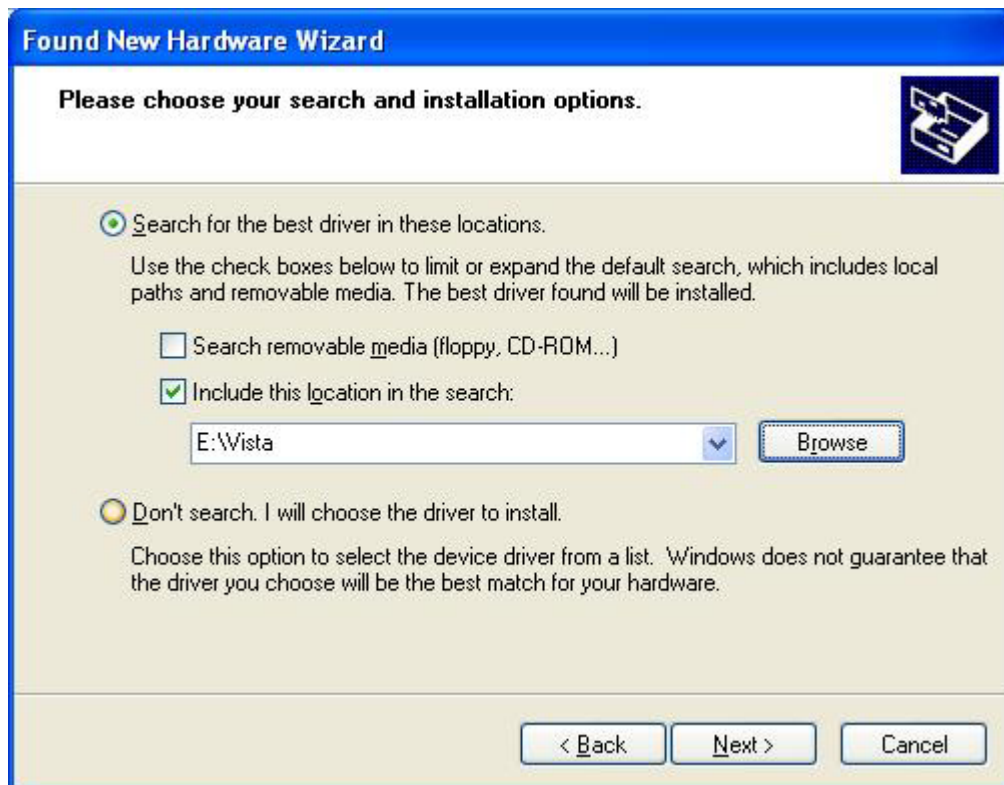 Found New Hardware Wizard
Please choose your search and installation options.
Search for the best driver in these locations.
Use the check boxes below to limit or expand the default search, which includes local
paths and removable media. The best driver found will be installed.
Search removable media (floppy, CD-ROM...)
Include this location in the search:
E:\Vista
Browse
Don't search. I will choose the driver to install.
Choose this option to select the device driver from a list. Windows does not guarantee that
the driver you choose will be the best match for your hardware.
< Back
Next >
Cancel